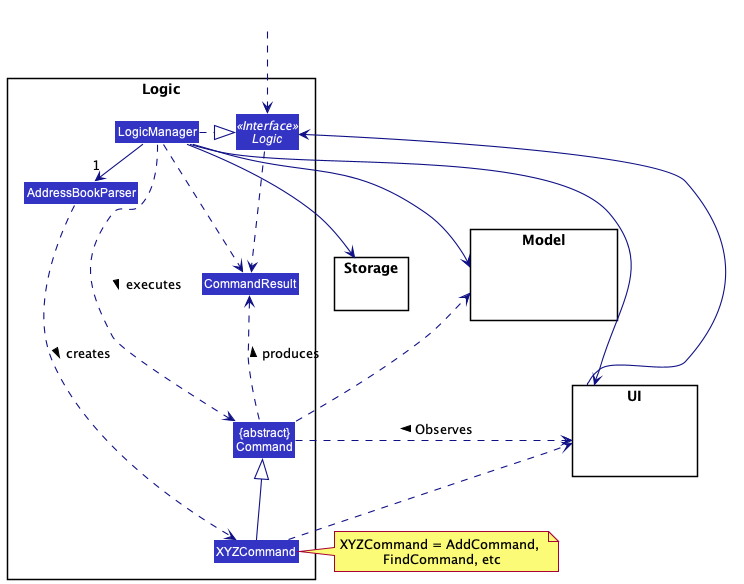 Logic
LogicManager
«Interface»
Logic
1
AddressBookParser
Model
Storage
CommandResult
executes
creates
produces
UI
{abstract}
Command
Observes
XYZCommand
XYZCommand = AddCommand,
FindCommand, etc